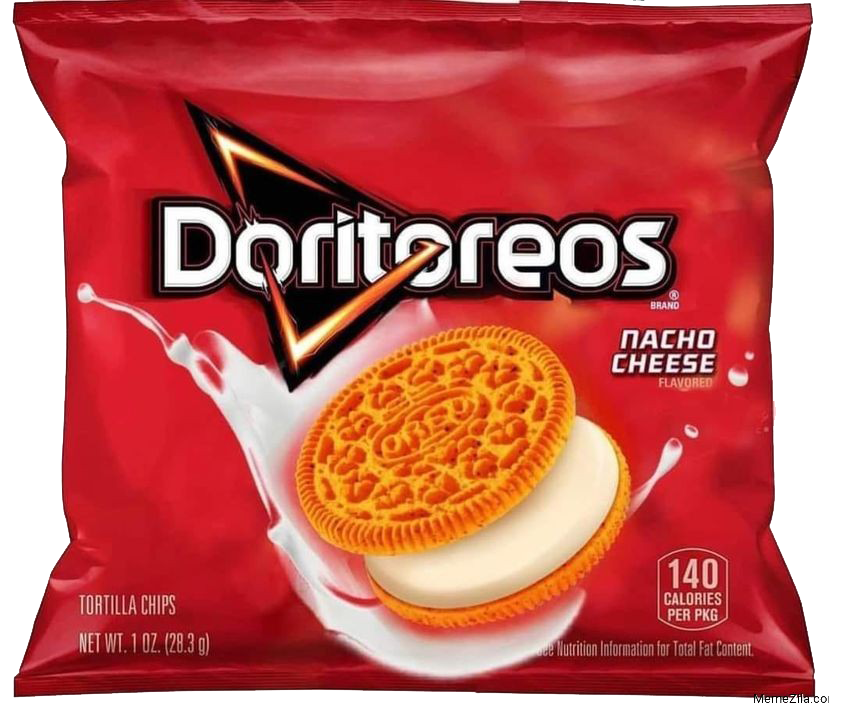 Doritoreos
®
BRAND
NACHO
CHEESE
FLAVORED
OREO
140
CALORIES
PER PKG
TORTILLA CHIPS
NET WT. 1 OZ. (28.3 g)
See Nutrition Information for Total Fat Content.
MemeZila.co